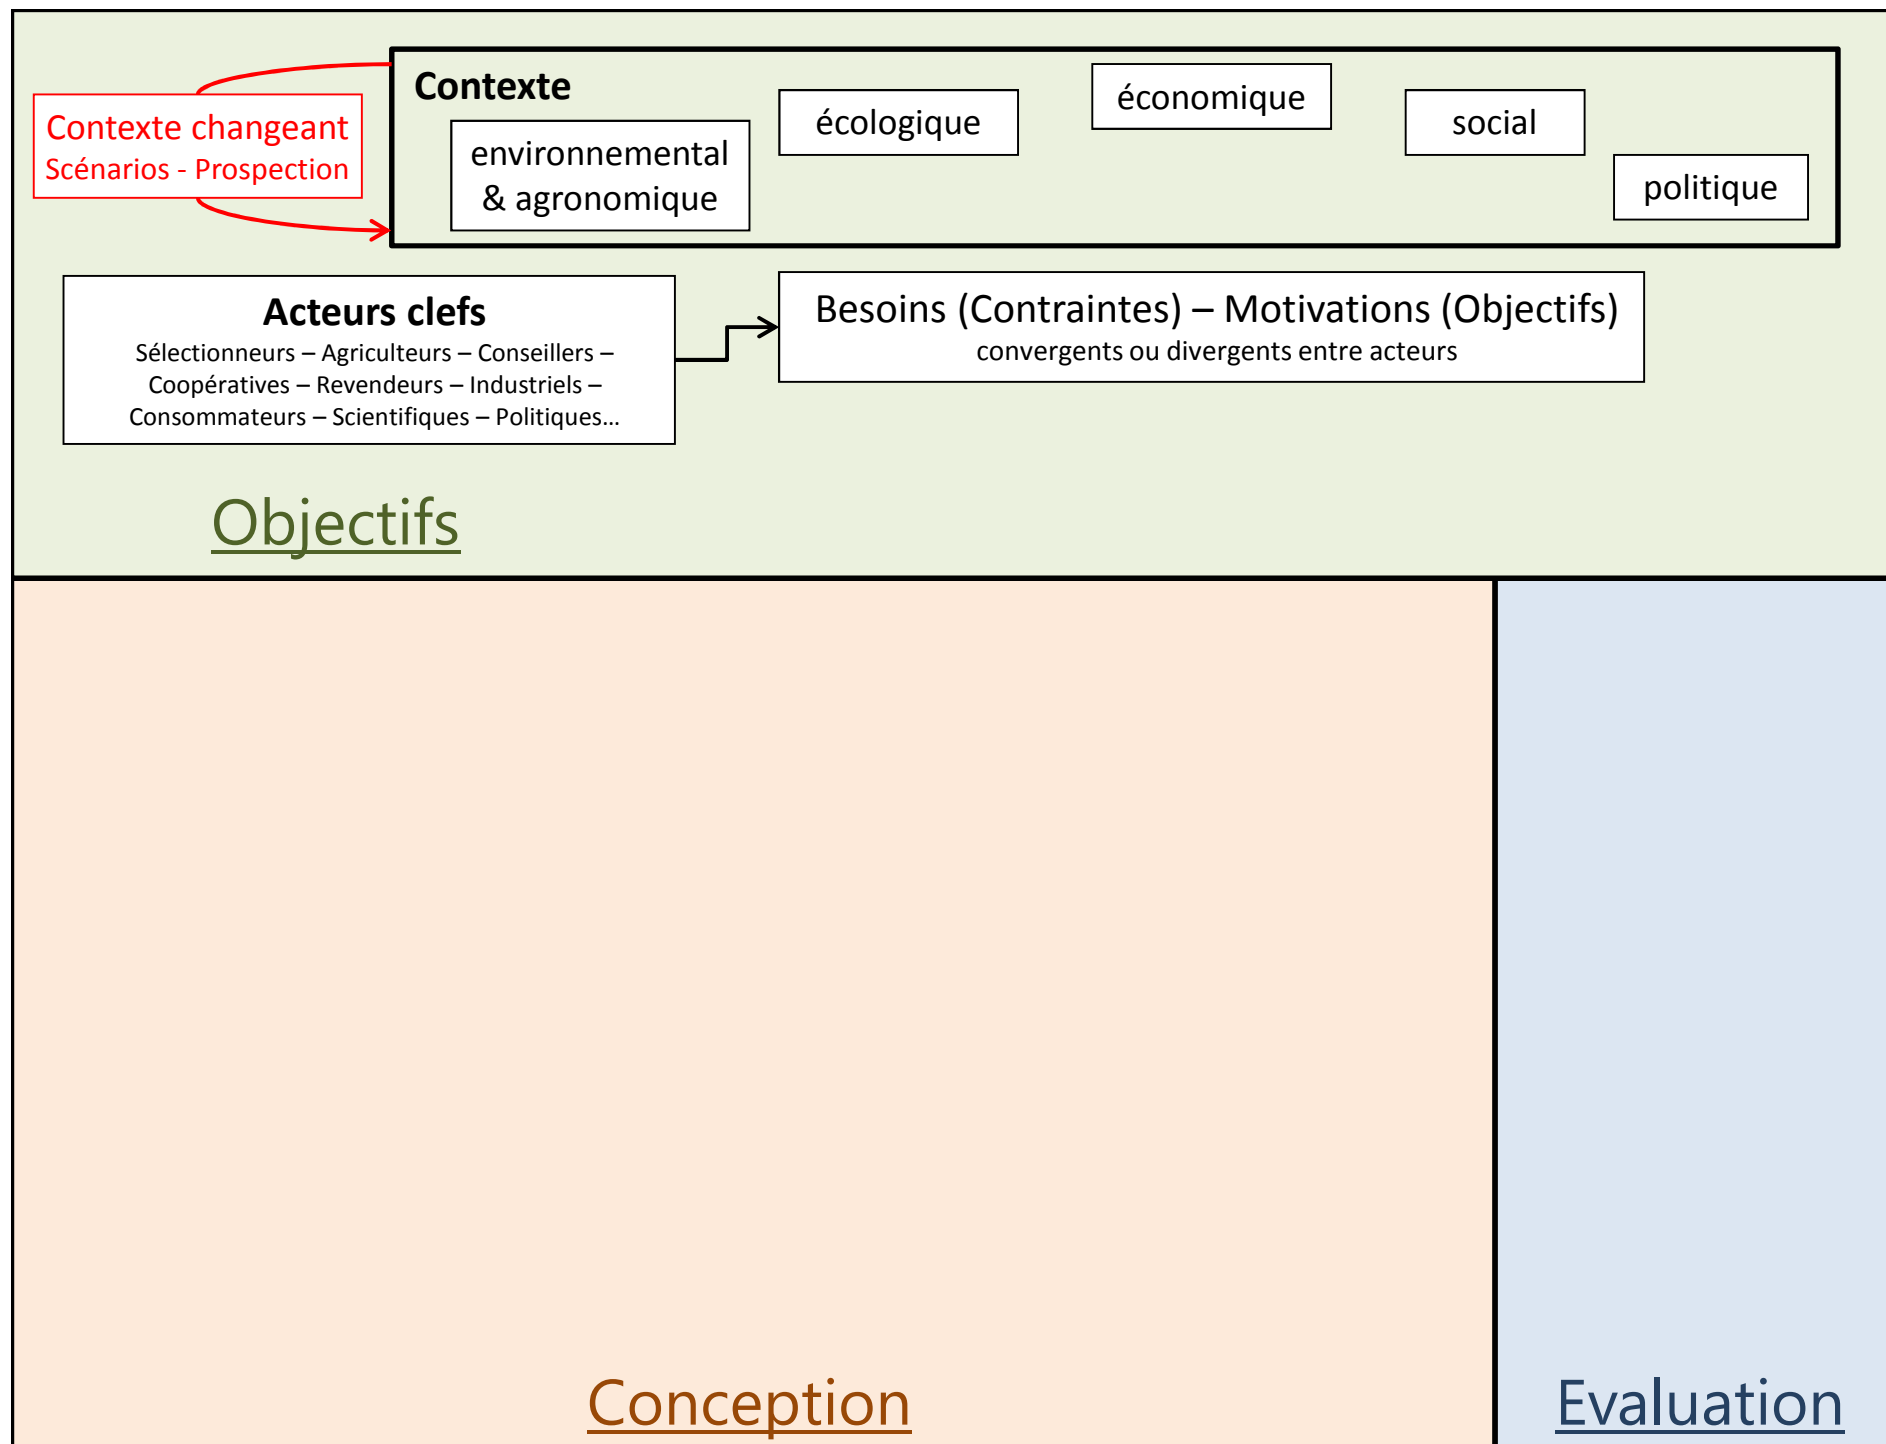 Contexte changeant
Scénarios - Prospection
Contexte
environnemental
& agronomique
écologique
économique
social
politique
Acteurs clefs
Sélectionneurs – Agriculteurs – Conseillers –
Coopératives – Revendeurs – Industriels –
Consommateurs – Scientifiques – Politiques...
Besoins (Contraintes) – Motivations (Objectifs)
convergents ou divergents entre acteurs
Objectifs
Conception
Evaluation